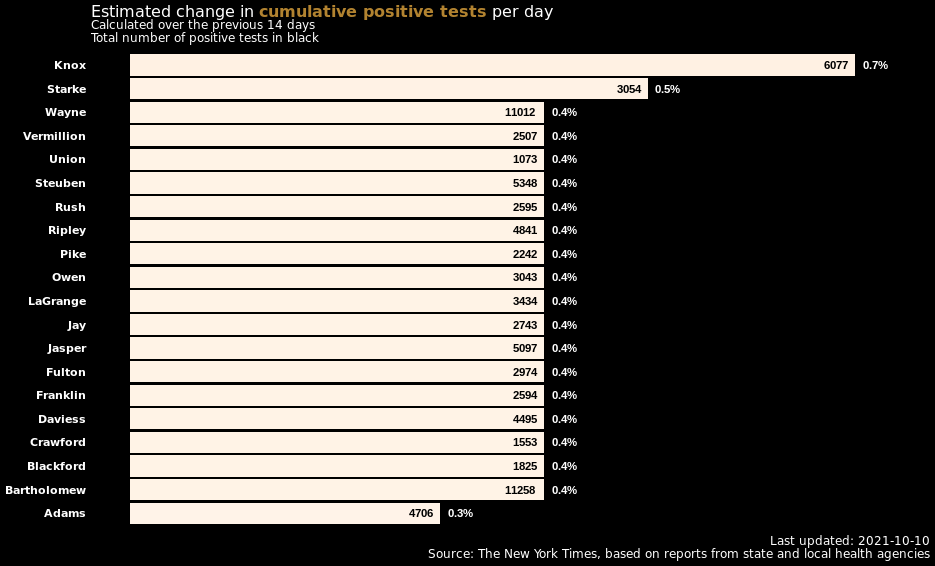 Estimated change in cumulative positive tests per day
Calculated over the previous 14 days
Total number of positive tests in black
Knox 6077 0.7%
Starke 3054 0.5%
Wayne 11012 0.4%
Vermillion 2507 0.4%
Union 1073 0.4%
Steuben 5348 0.4%
Rush 2595 0.4%
Ripley 4841 0.4%
Pike 2242 0.4%
Owen 3043 0.4%
LaGrange 3434 0.4%
Jay 2743 0.4%
Jasper 5097 0.4%
Fulton 2974 0.4%
Franklin 2594 0.4%
Daviess 4495 0.4%
Crawford 1553 0.4%
Blackford 1825 0.4%
Bartholomew 11258 0.4%
Adams 4706 0.3%
Last updated: 2021-10-10
Source: The New York Times, based on reports from state and local health agencies